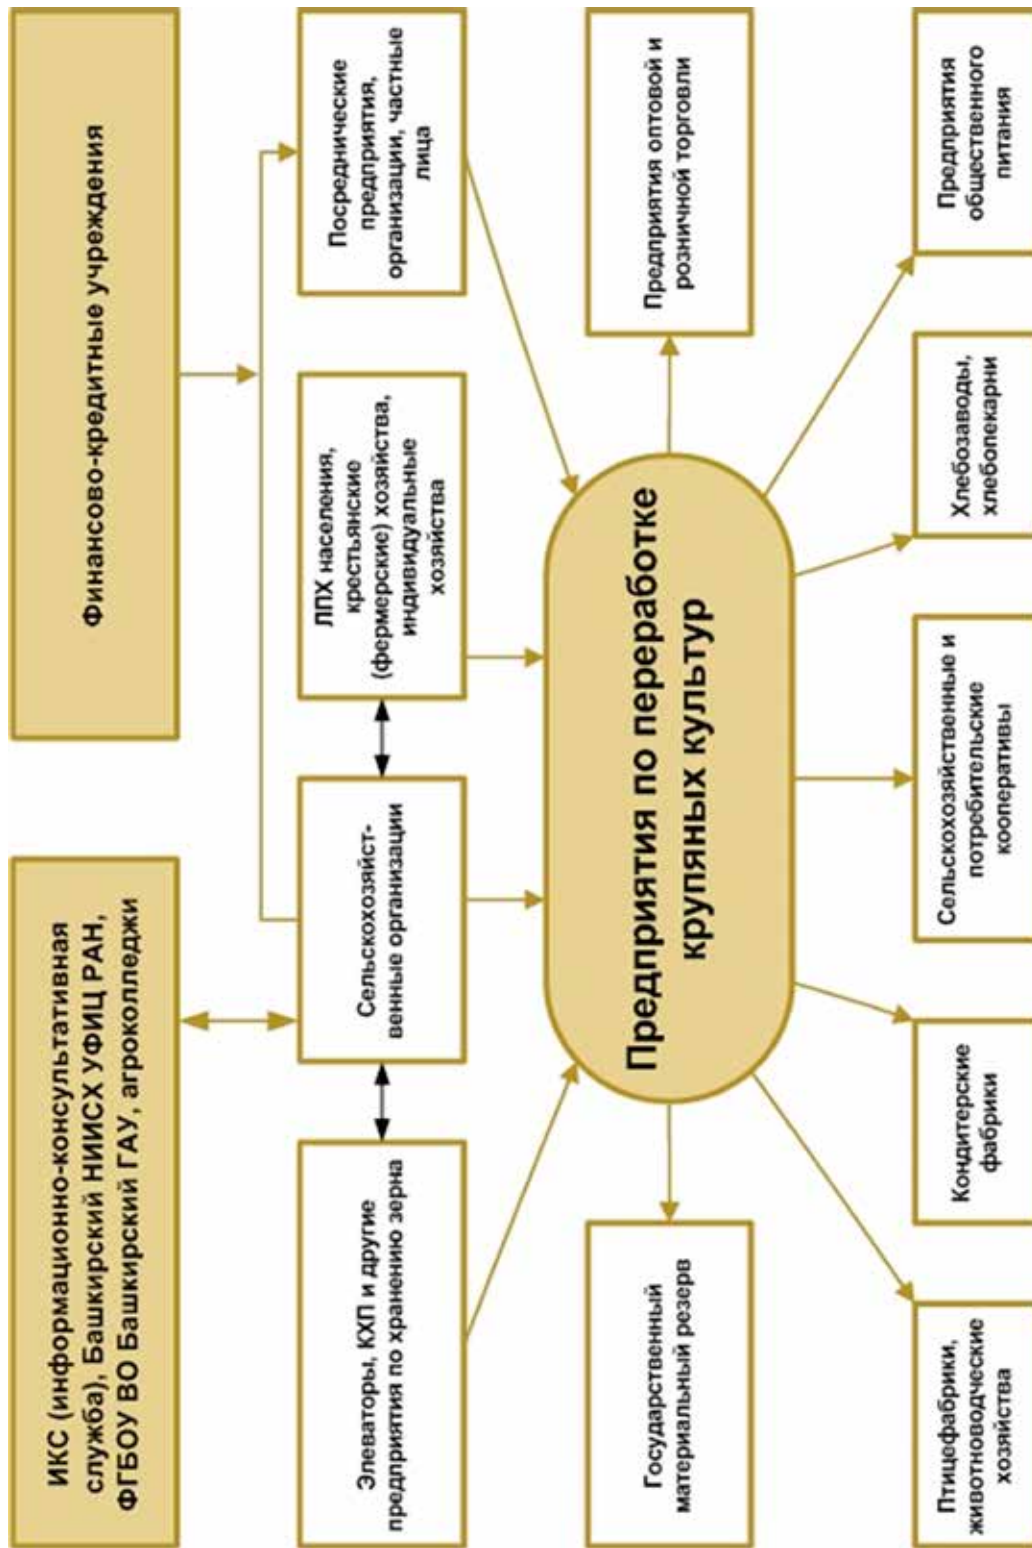 ИКС (информационно-консультативная
служба), Башкирский НИИСХ УФИЦ РАН,
ФГБОУ ВО Башкирский ГАУ, агроколледжи
Финансово-кредитные учреждения
Элеваторы, КХП и другие
предприятия по хранению зерна
Сельскохозяйст-
венные организации
ЛПХ населения,
крестьянские
(фермерские) хозяйства,
индивидуальные
хозяйства
Посреднические
предприятия,
организации, частные
лица
Предприятия по переработке
крупяных культур
Государственный
материальный резерв
Предприятия оптовой и
розничной торговли
Птицефабрики,
животноводческие
хозяйства
Кондитерские
фабрики
Сельскохозяйственные и
потребительские
кооперативы
Хлебозаводы,
хлебопекарни
Предприятия
общественного
питания